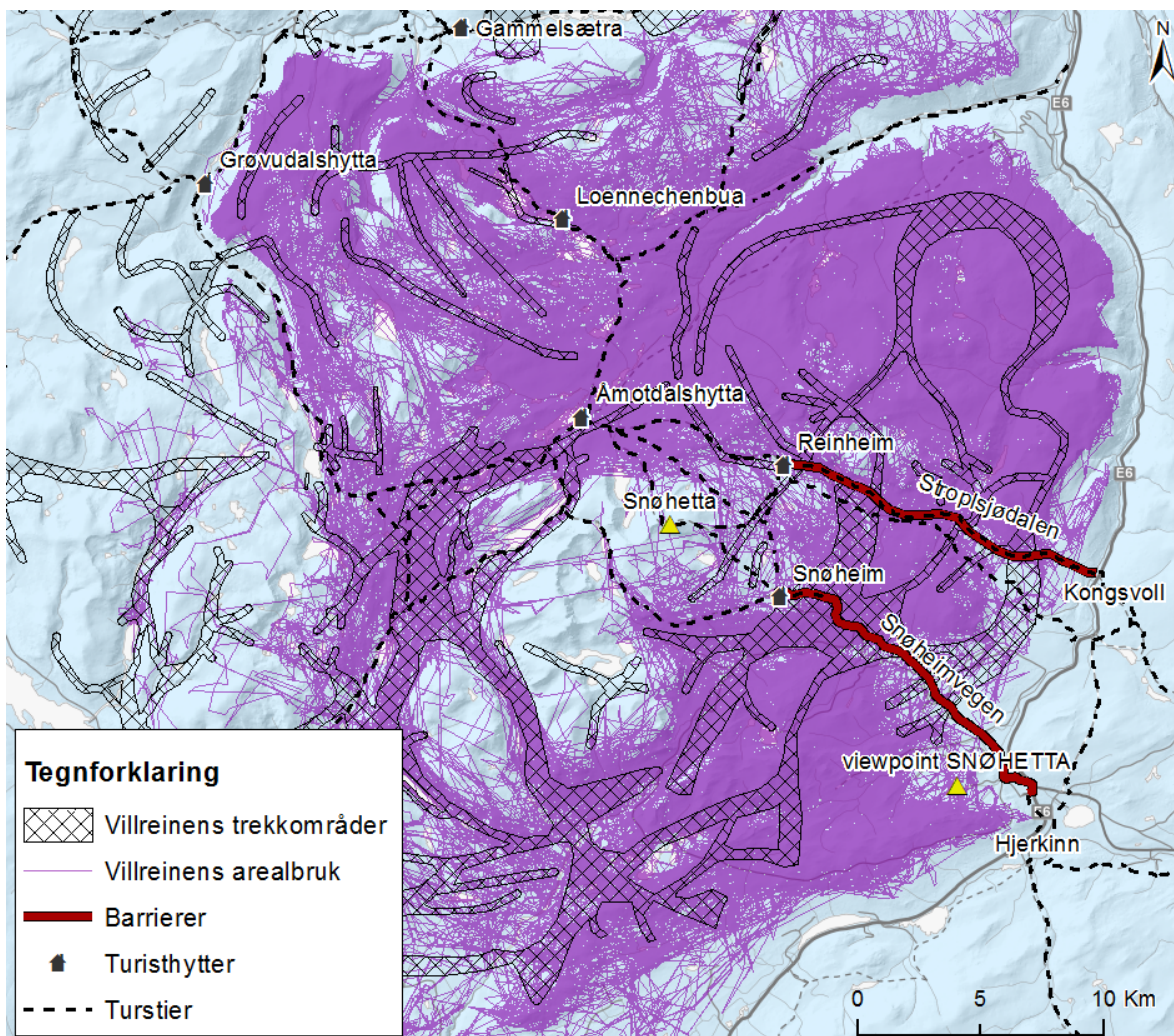 Gammelsætra
N
E6
Grøvudalshytta
Loennechenbua
Åmotdalshytta
Reinheim
E6
Snøhetta
Stroplsjødalen
Snøheim
Kongsvoll
Snøheimvegen
viewpoint SNØHETTA
E6
Hjerkinn
Tegnforklaring
Villreinens trekkområder
Villreinens arealbruk
Barrierer
Turisthytter
Turstier
0 5 10 Km